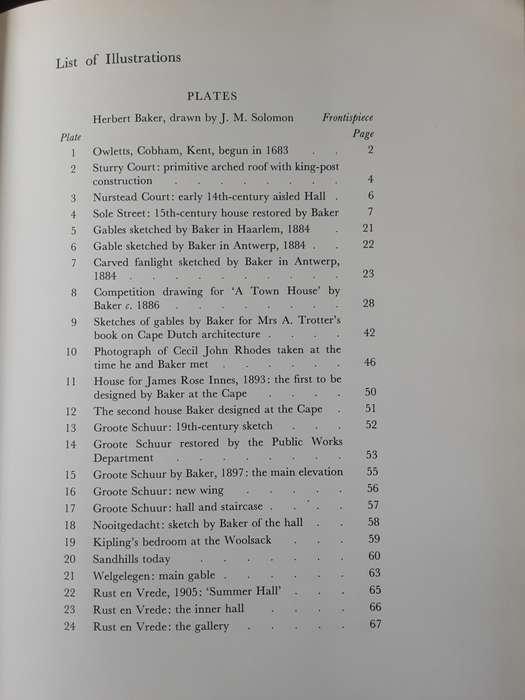 List of Illustrations
PLATES
Herbert Baker, drawn by J. M. Solomon Frontispiece
Plate Page
1 Owletts, Cobham, Kent, begun in 1683 . . 2
2 Sturry Court: primitive arched roof with king-post
construction . . . . . . . 4
3 Nurstead Court: early 14th-century aisled Hall . 6
4 Sole Street: 15th-century house restored by Baker 7
5 Gables sketched by Baker in Haarlem, 1884 . 21
6 Gable sketched by Baker in Antwerp, 1884 . . 22
7 Carved fanlight sketched by Baker in Antwerp,
1884 . . . . . . . . . . 23
8 Competition drawing for 'A Town House' by
Baker c. 1886 . . . . . . . 28
9 Sketches of gables by Baker for Mrs A. Trotter's
book on Cape Dutch architecture . . . . 42
10 Photograph of Cecil John Rhodes taken at the
time he and Baker met . . . . . . 46
11 House for James Rose Innes, 1893: the first to be
designed by Baker at the Cape . . . . 50
12 The second house Baker designed at the Cape . 51
13 Groote Schuur: 19th-century sketch . . . 52
14 Groote Schuur restored by the Public Works
Department . . . . . . . . 53
15 Groote Schuur by Baker, 1897: the main elevation 55
16 Groote Schuur: new wing . . . . . 56
17 Groote Schuur: hall and staircase . . . . 57
18 Nooitgedacht: sketch by Baker of the hall . . 58
19 Kipling's bedroom at the Woolsack . . . 59
20 Sandhills today . . . . . . . 60
21 Welgelegen: main gable . . . . . . 63
22 Rust en Vrede, 1905: 'Summer Hall' . . . 65
23 Rust en Vrede: the inner hall . . . . 66
24 Rust en Vrede: the gallery . . . . . 67